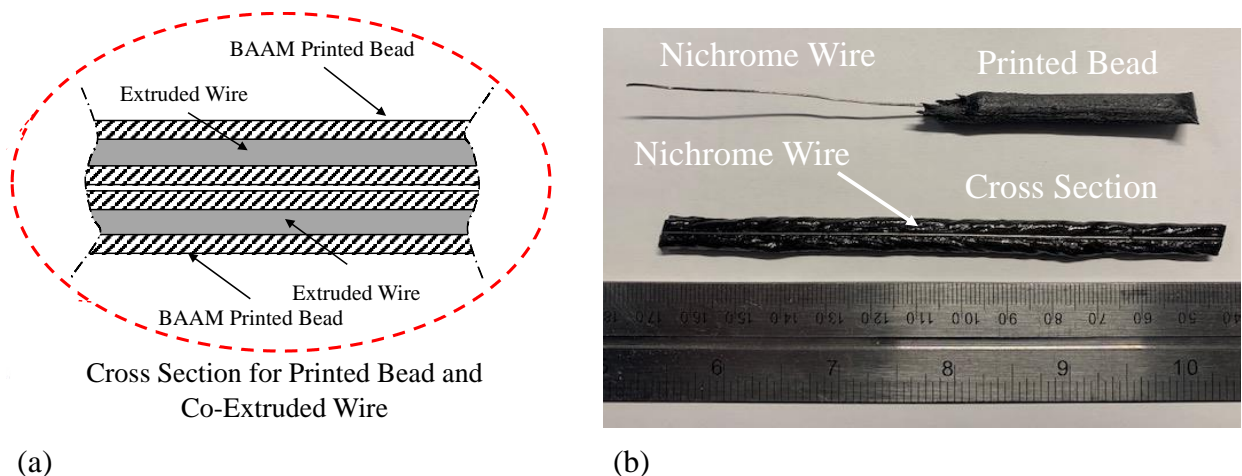 BAAM Printed Bead
Extruded Wire
Extruded Wire
BAAM Printed Bead
Cross Section for Printed Bead and
Co-Extruded Wire
(a)
Nichrome Wire
Printed Bead
Nichrome Wire
Cross Section
6 7 8 9 10
(b)